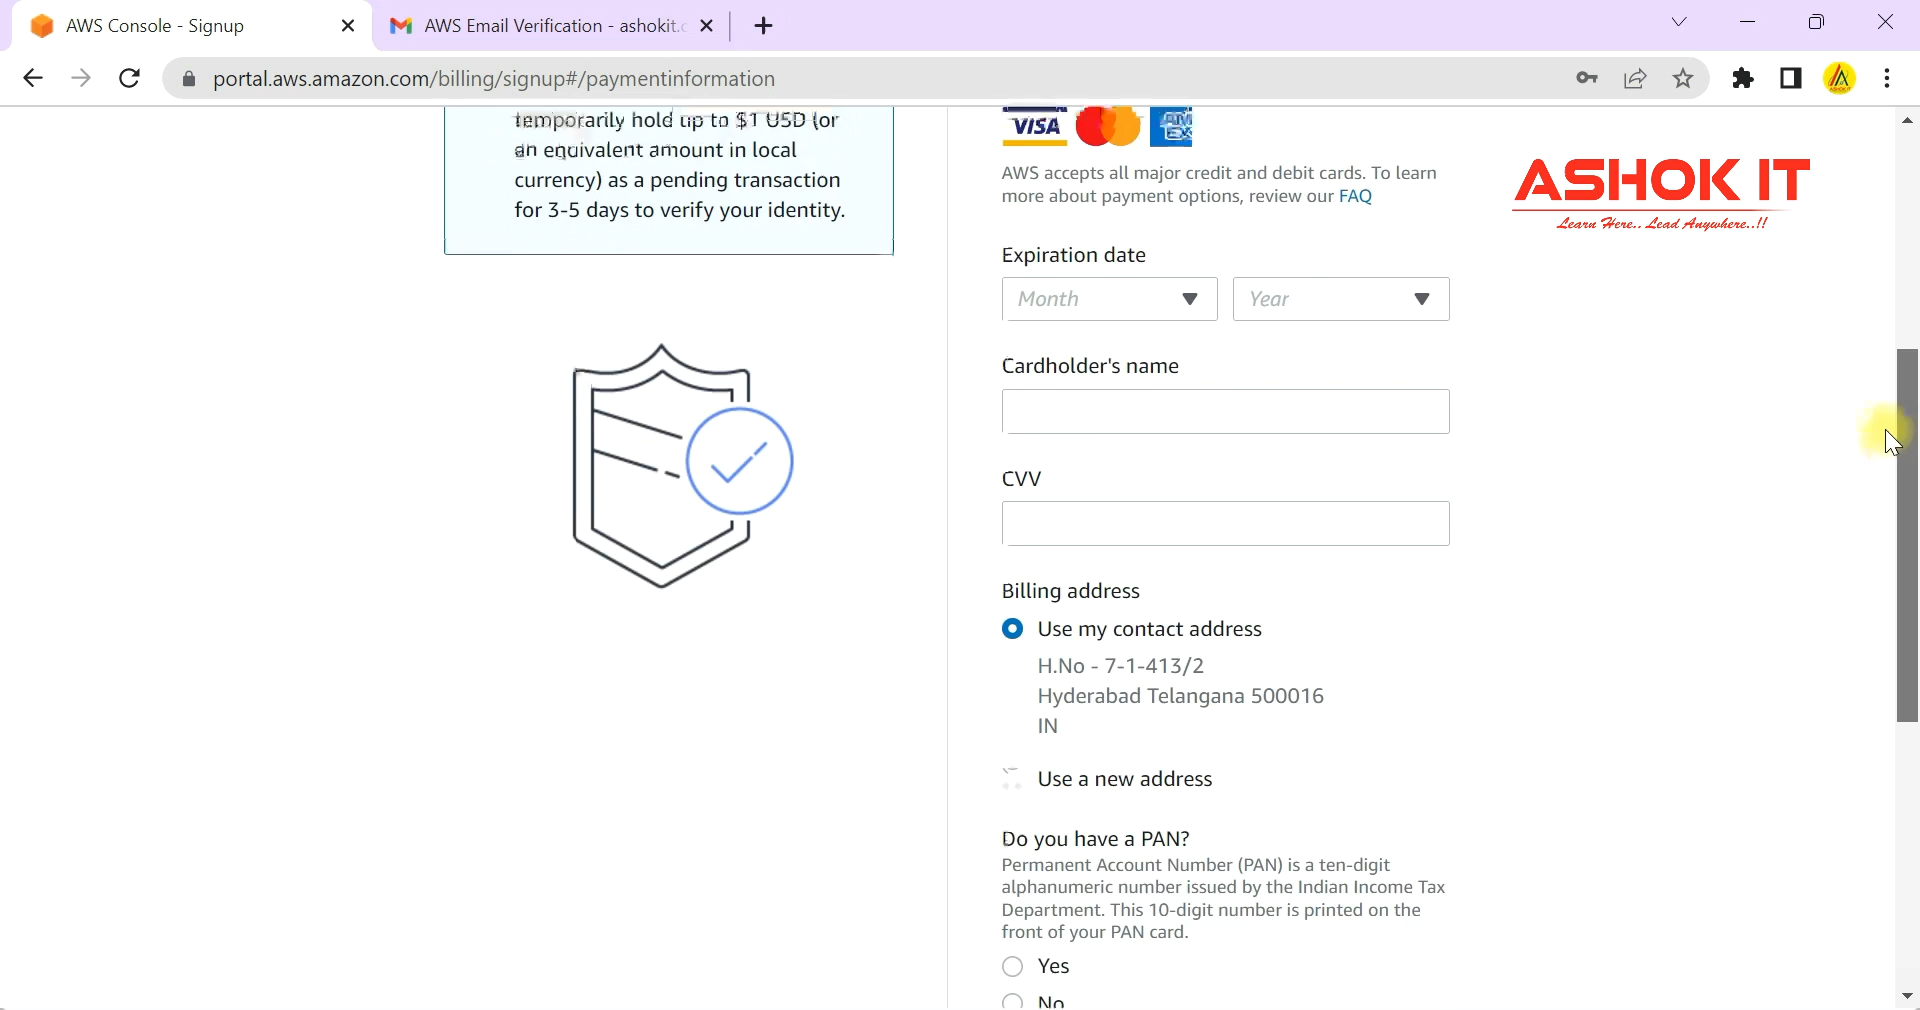 AWS Console - Signup
AWS Email Verification - ashokit.
portal.aws.amazon.com/billing/signup#/paymentinformation
temporarily hold up to $1 USD (or
an equivalent amount in local
currency) as a pending transaction
for 3-5 days to verify your identity.
VISA
AM
EX
AWS accepts all major credit and debit cards. To learn
more about payment options, review our FAQ
ASHOK IT
Learn Here.. Lead Anywhere..!!
Expiration date
Month
Year
Cardholder's name
CVV
Billing address
Use my contact address
H.No - 7-1-413/2
Hyderabad Telangana 500016
IN
Use a new address
Do you have a PAN?
Permanent Account Number (PAN) is a ten-digit
alphanumeric number issued by the Indian Income Tax
Department. This 10-digit number is printed on the
front of your PAN card.
Yes
No